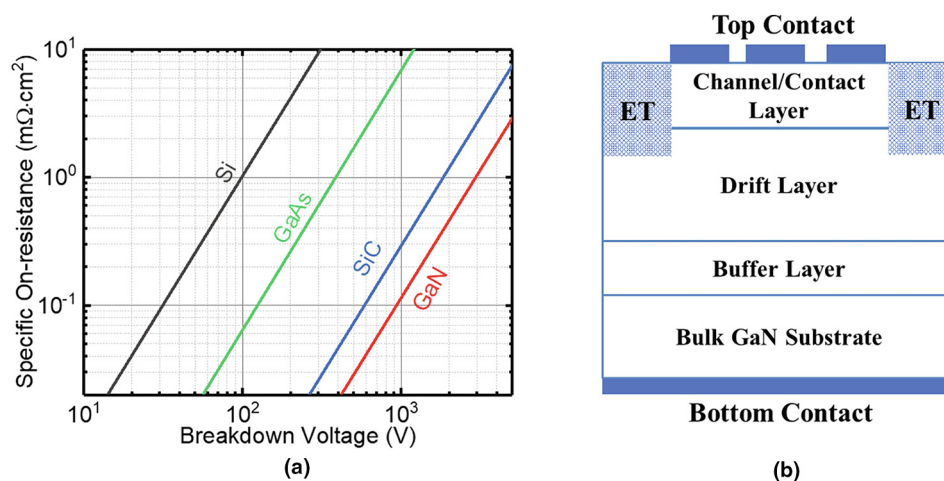 Specific On-resistance (mΩ·cm²)
10¹
10⁰
10⁻¹
Si
GaAs
SiC
GaN
10¹
10²
10³
Breakdown Voltage (V)
(a)
Top Contact
ET
Channel/Contact
Layer
ET
Drift Layer
Buffer Layer
Bulk GaN Substrate
Bottom Contact
(b)